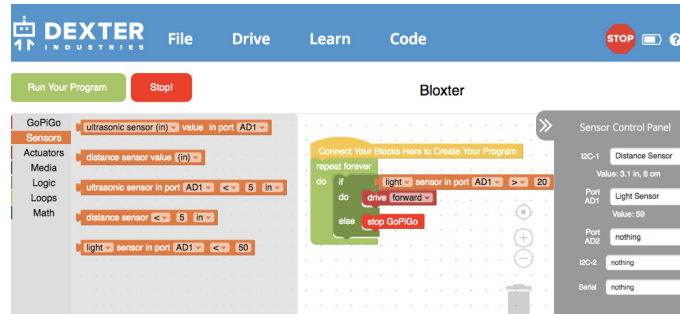 DEXTER
INDUSTRIES
File
Drive
Learn
Code
STOP
?
Run Your Program
Stop!
Bloxter
GoPiGo
Sensors
Actuators
Media
Logic
Loops
Math
ultrasonic sensor (in) value in port AD1
distance sensor value (in)
ultrasonic sensor in port AD1 < 5 in
distance sensor < 5 in
light sensor in port AD1 < 50
Connect Your Blocks Here to Create Your Program
repeat forever
do if light sensor in port AD1 > 20
do drive forward
else stop GoPiGo
Sensor Control Panel
I2C-1 Distance Sensor
Value: 3.1 in, 8 cm
Port AD1 Light Sensor
Value: 59
Port AD2 nothing
I2C-2 nothing
Serial nothing